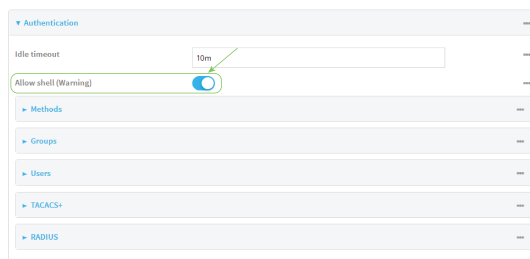 Authentication
Idle timeout
10m
Allow shell (Warning)
Methods
Groups
Users
TACACS+
RADIUS